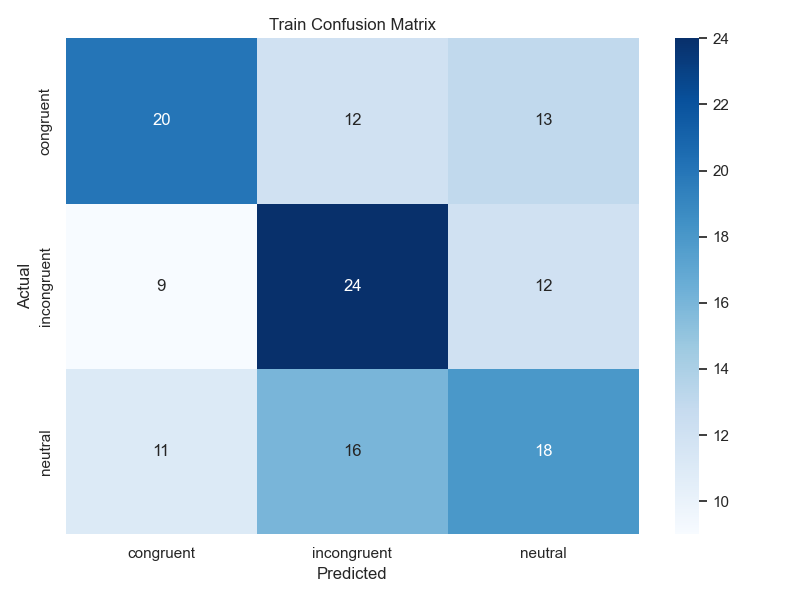 Train Confusion Matrix
Actual
congruent
20 12 13
incongruent
9 24 12
neutral
11 16 18
congruent incongruent neutral
Predicted
24
22
20
18
16
14
12
10